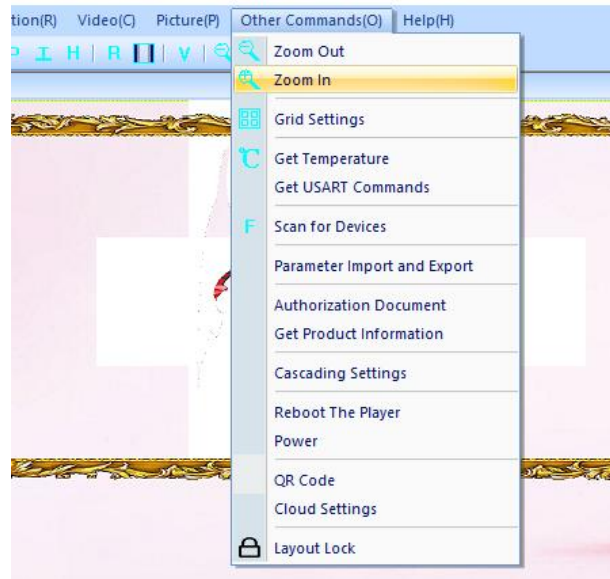 tion(R) Video(C) Picture(P) Other Commands(O) Help(H)
P I H R V
Zoom Out
Zoom In
Grid Settings
℃ Get Temperature
Get USART Commands
F Scan for Devices
Parameter Import and Export
Authorization Document
Get Product Information
Cascading Settings
Reboot The Player
Power
QR Code
Cloud Settings
Layout Lock